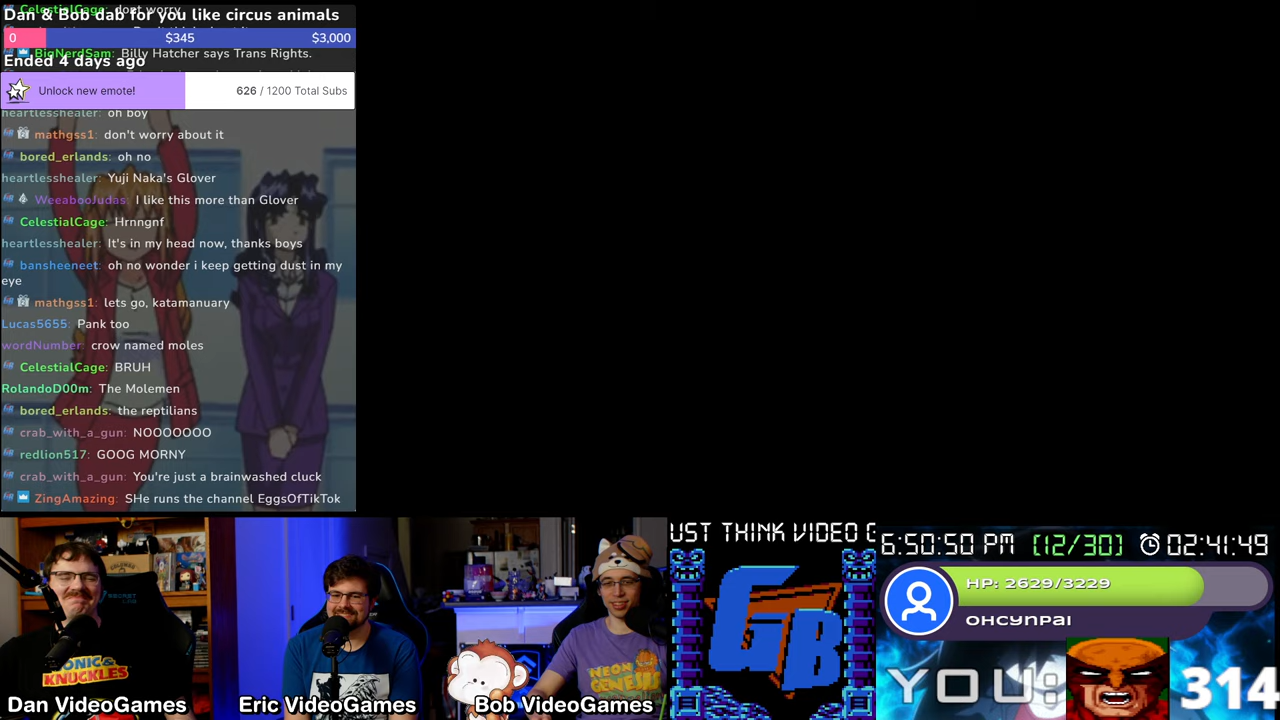 CelestialCage: dont worry
Dan & Bob dab for you like circus animals
0 $345 $3,000
BigNerdSam: Billy Hatcher says Trans Rights.
Ended 4 days ago
Unlock new emote! 626 / 1200 Total Subs
heartlesshealer: oh boy
mathgss1: don't worry about it
bored_erlands: oh no
heartlesshealer: Yuji Naka's Glover
WeeabooJudas: I like this more than Glover
CelestialCage: Hrnngnf
heartlesshealer: It's in my head now, thanks boys
bansheeneet: oh no wonder i keep getting dust in my
eye
mathgss1: lets go, katamanuary
Lucas5655: Pank too
wordNumber: crow named moles
CelestialCage: BRUH
RolandoD00m: The Molemen
bored_erlands: the reptilians
crab_with_a_gun: NOOOOOOO
redlion517: GOOG MORNY
crab_with_a_gun: You're just a brainwashed cluck
ZingAmazing: SHe runs the channel EggsOfTikTok
SONIC &
KNUCKLES
Dan VideoGames
Eric VideoGames
NEON
GENESIS
Bob VideoGames
UST THINK VIDEO G
GB
6:50:50 PM [12/30] 02:41:49
HP: 2629/3229
OHCYNPAI
YOU: 314